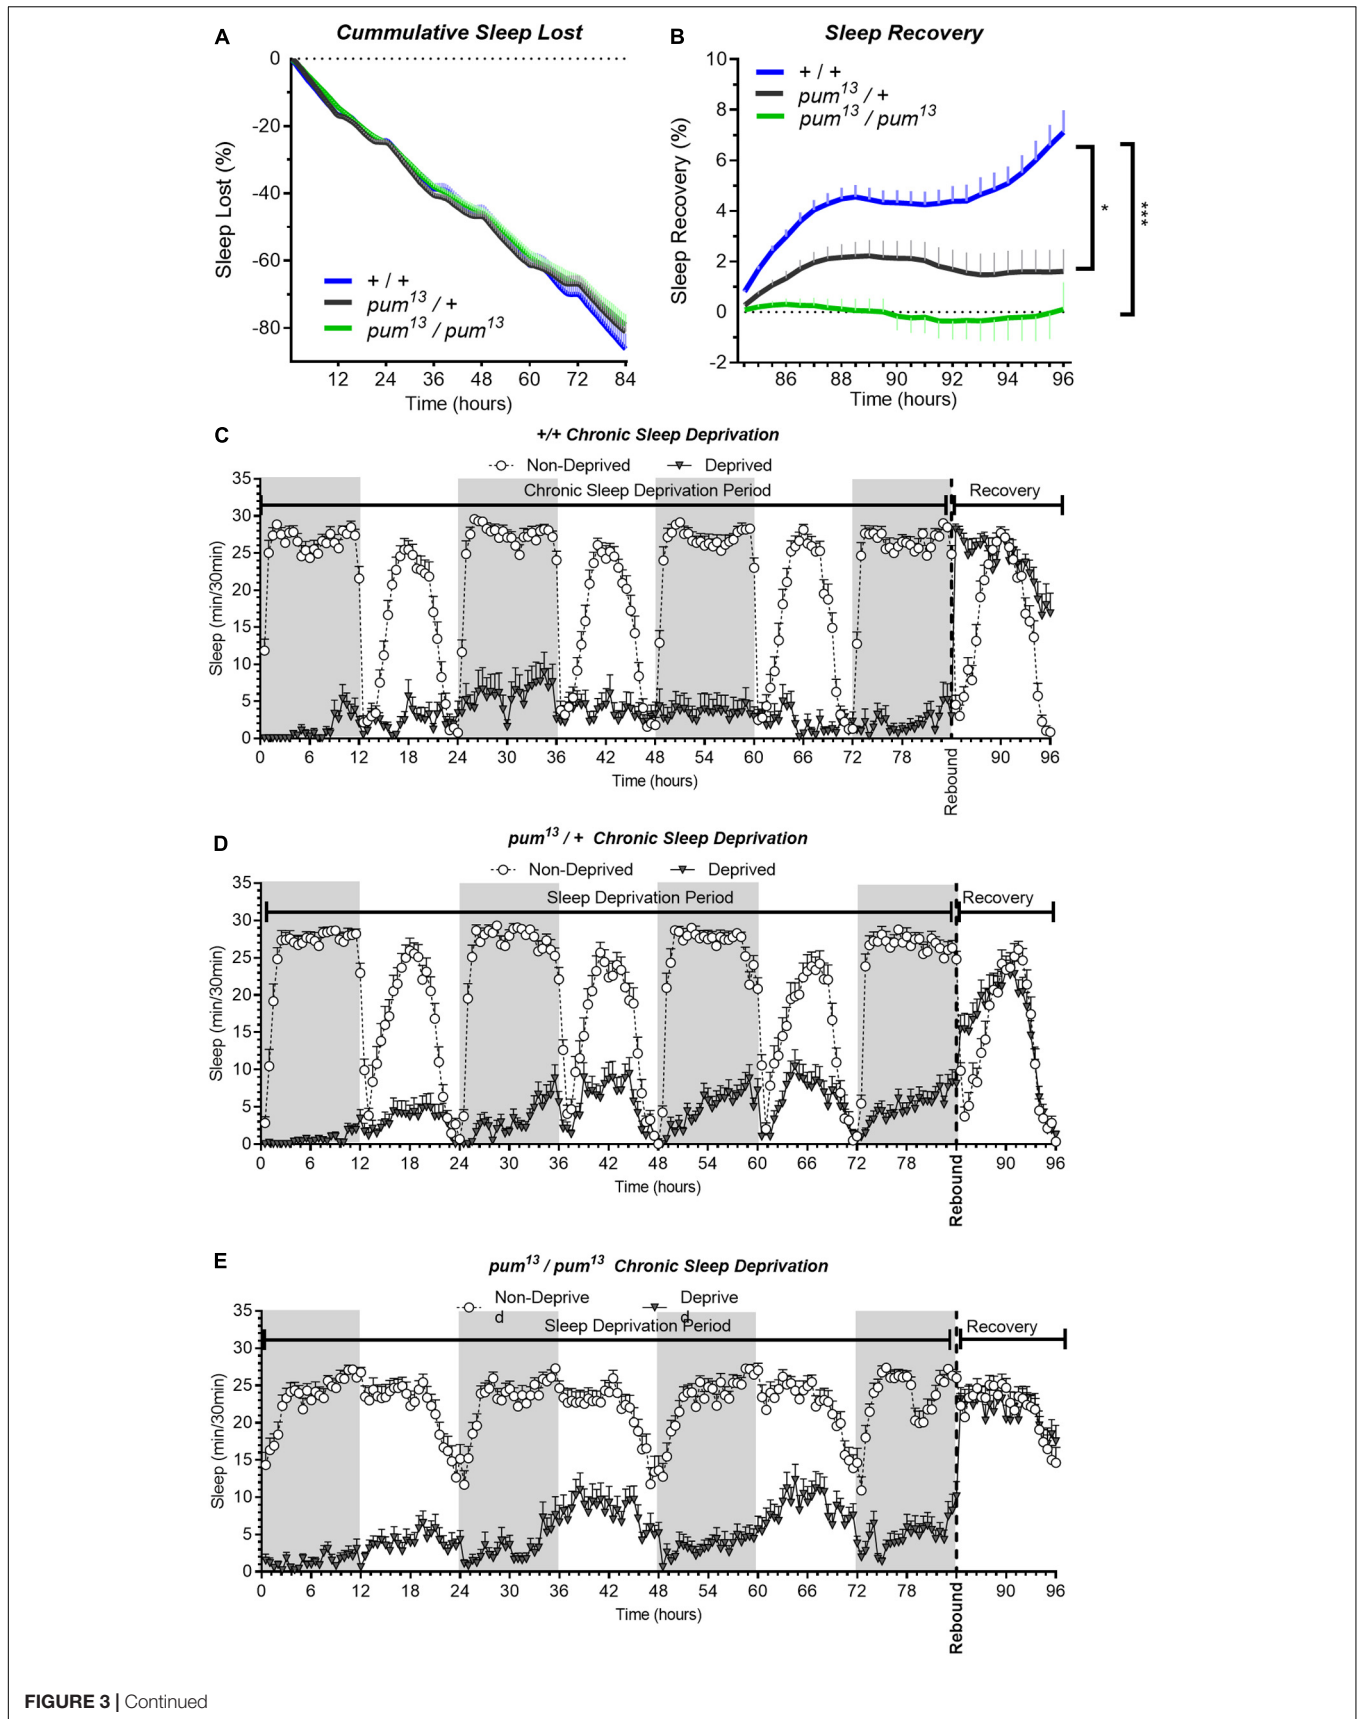 A
Cummulative Sleep Lost
0
-20
-40
-60
-80
Sleep Lost (%)
+ / +
pum13 / +
pum13 / pum13
12 24 36 48 60 72 84
Time (hours)
B
Sleep Recovery
10
8
6
4
2
0
-2
Sleep Recovery (%)
+ / +
pum13 / +
pum13 / pum13
*
***
86 88 90 92 94 96
Time (hours)
C
+/+ Chronic Sleep Deprivation
Non-Deprived Deprived
Chronic Sleep Deprivation Period Recovery
35
30
25
20
15
10
5
0
Sleep (min/30min)
0 6 12 18 24 30 36 42 48 54 60 66 72 78 90 96
Rebound
Time (hours)
D
pum13 / + Chronic Sleep Deprivation
Non-Deprived Deprived
Sleep Deprivation Period Recovery
35
30
25
20
15
10
5
0
Sleep (min/30min)
0 6 12 18 24 30 36 42 48 54 60 66 72 78 90 96
Rebound
Time (hours)
E
pum13 / pum13 Chronic Sleep Deprivation
Non-Deprive
d
Deprive
d
Sleep Deprivation Period Recovery
35
30
25
20
15
10
5
0
Sleep (min/30min)
0 6 12 18 24 30 36 42 48 54 60 66 72 78 90 96
Rebound
Time (hours)
FIGURE 3 | Continued